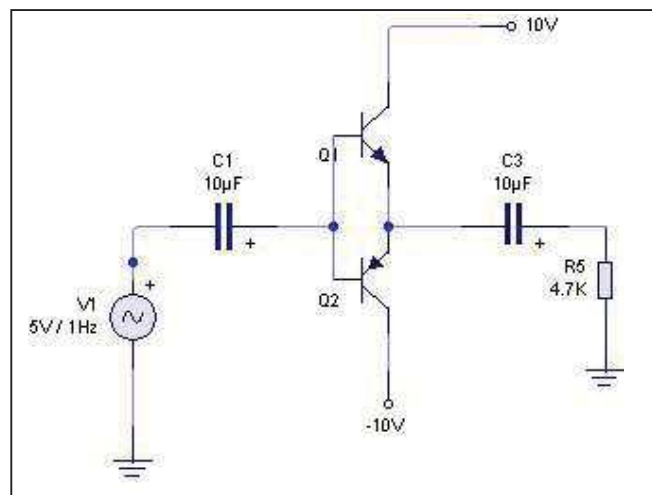 10V
Q1
C1
10µF
+
C3
10µF
+
V1
5V / 1Hz
+
Q2
R5
4.7K
-10V